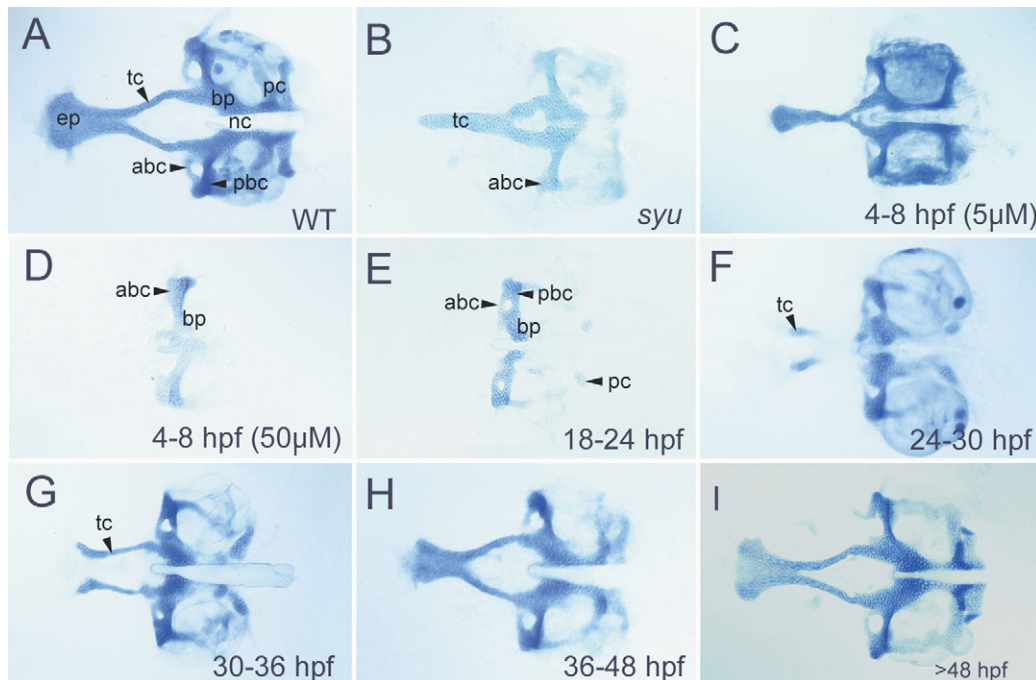 A
tc
pc
bp
ep
nc
abc
pbc
WT
B
tc
abc
syu
C
4-8 hpf (5µM)
D
abc
bp
4-8 hpf (50µM)
E
abc
pbc
bp
pc
18-24 hpf
F
tc
24-30 hpf
G
tc
30-36 hpf
H
36-48 hpf
I
>48 hpf